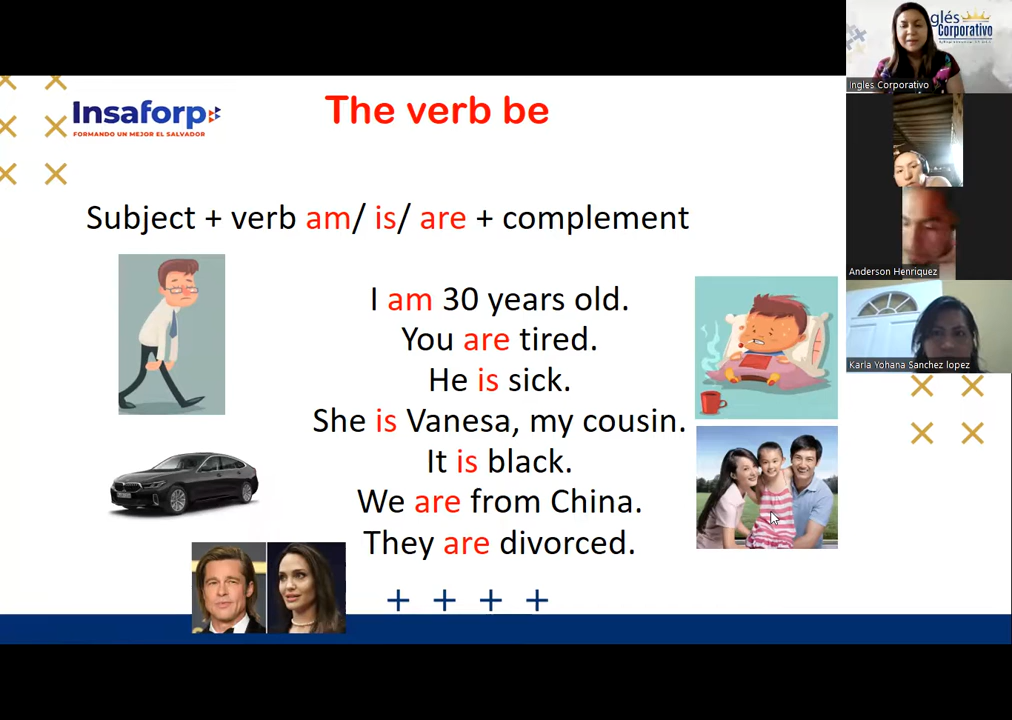 Insaforp
FORMANDO UN MEJOR EL SALVADOR
The verb be
Subject + verb am/ is/ are + complement
I am 30 years old.
You are tired.
He is sick.
She is Vanesa, my cousin.
It is black.
We are from China.
They are divorced.
+ + + +
glés
Corporativo
Ingles Corporativo
Anderson Henriquez
Karla Yohana Sanchez lopez